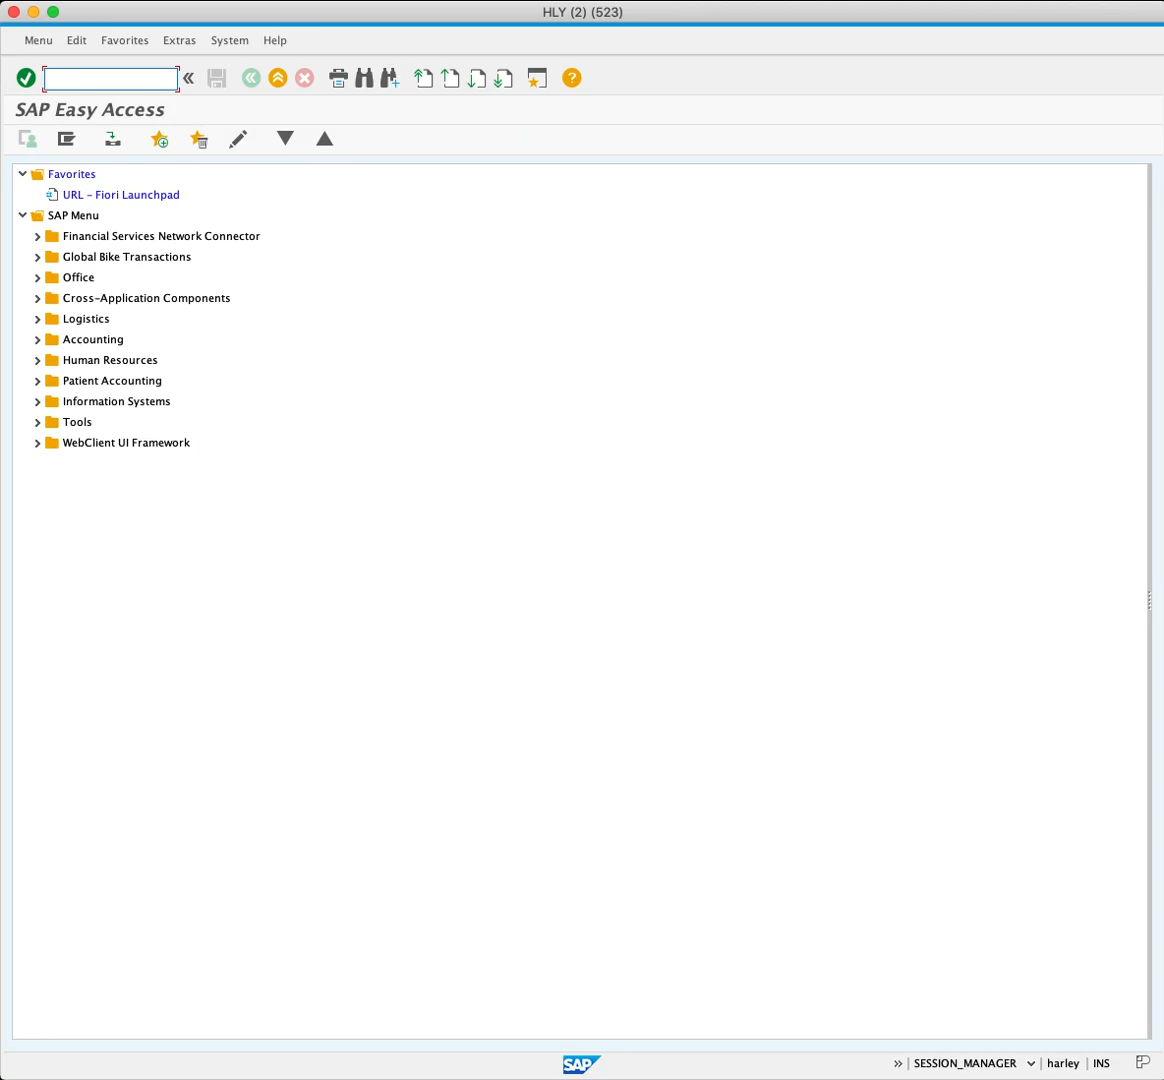 HLY (2) (523)
Menu Edit Favorites Extras System Help
SAP Easy Access
Favorites
URL - Fiori Launchpad
SAP Menu
Financial Services Network Connector
Global Bike Transactions
Office
Cross-Application Components
Logistics
Accounting
Human Resources
Patient Accounting
Information Systems
Tools
WebClient UI Framework
SAP
SESSION_MANAGER harley INS